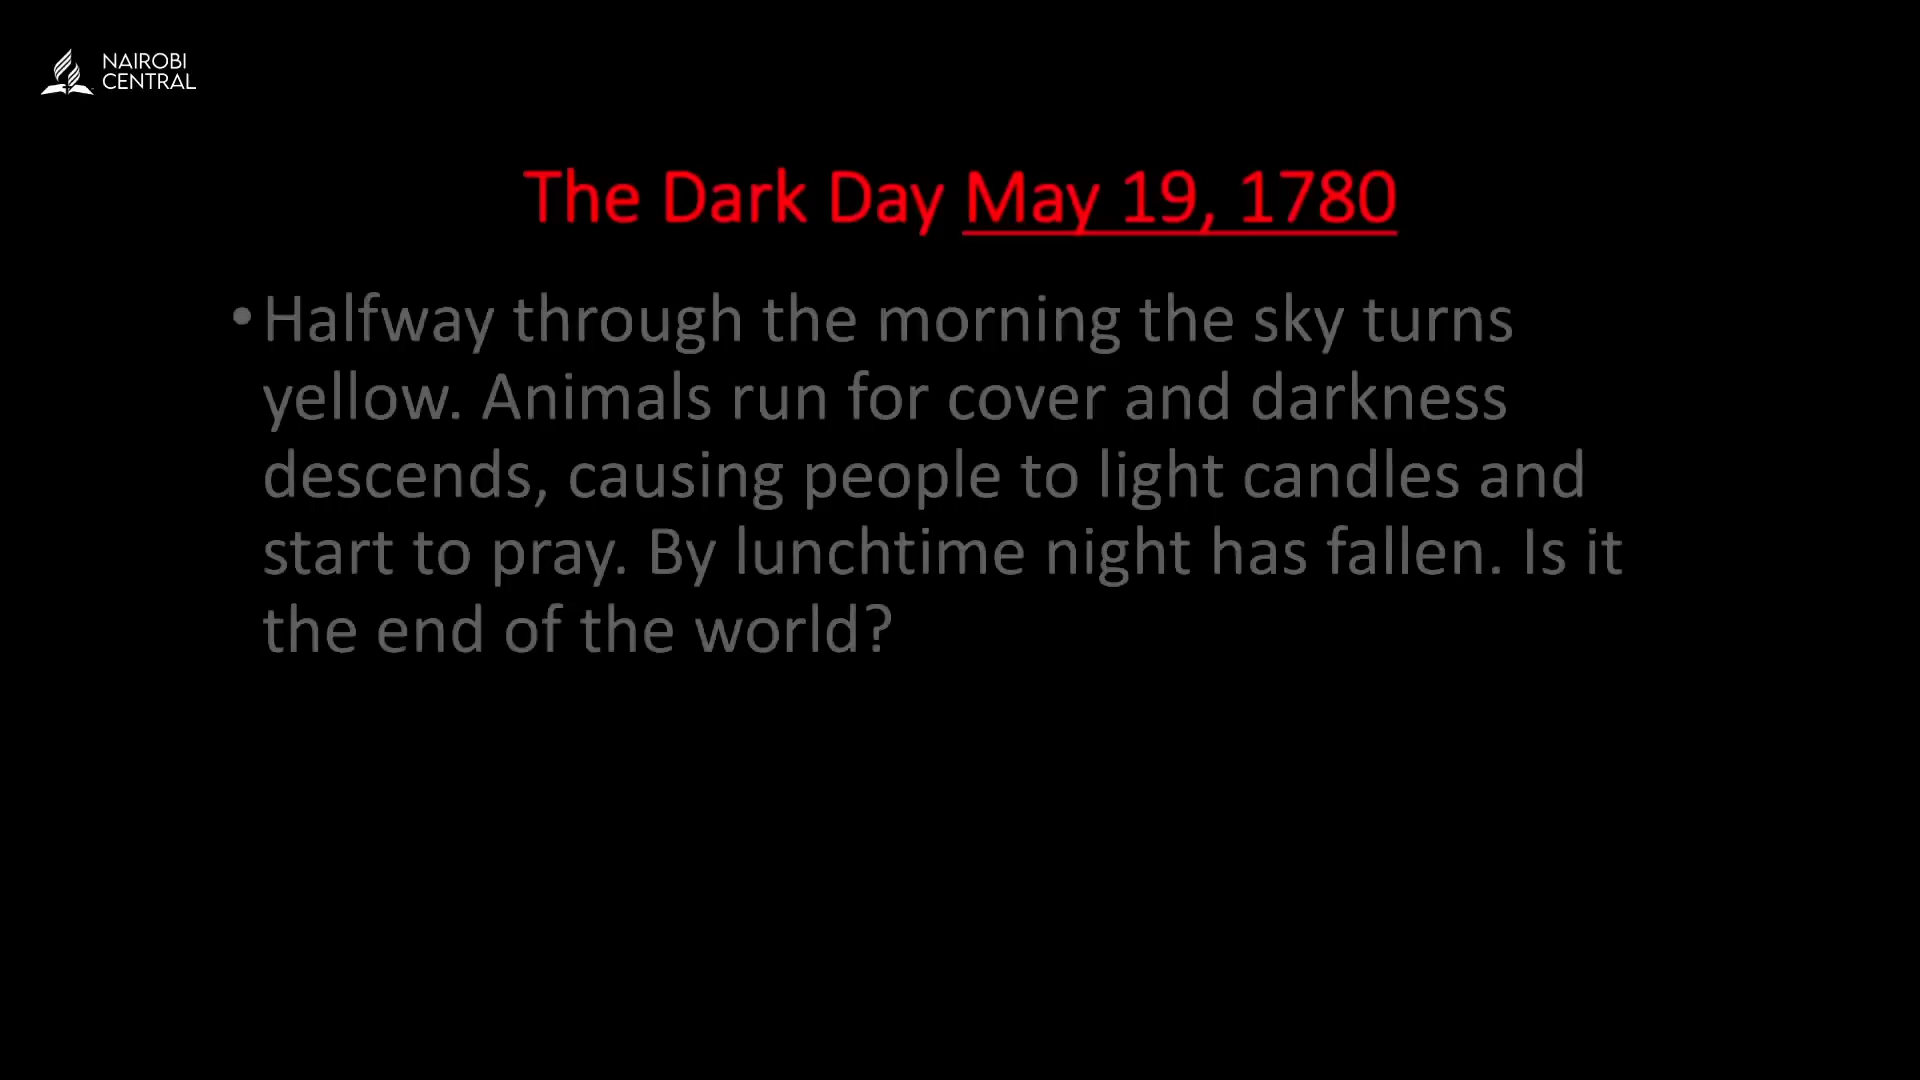 NAIROBI
CENTRAL
The Dark Day May 19, 1780
•Halfway through the morning the sky turns
yellow. Animals run for cover and darkness
descends, causing people to light candles and
start to pray. By lunchtime night has fallen. Is it
the end of the world?